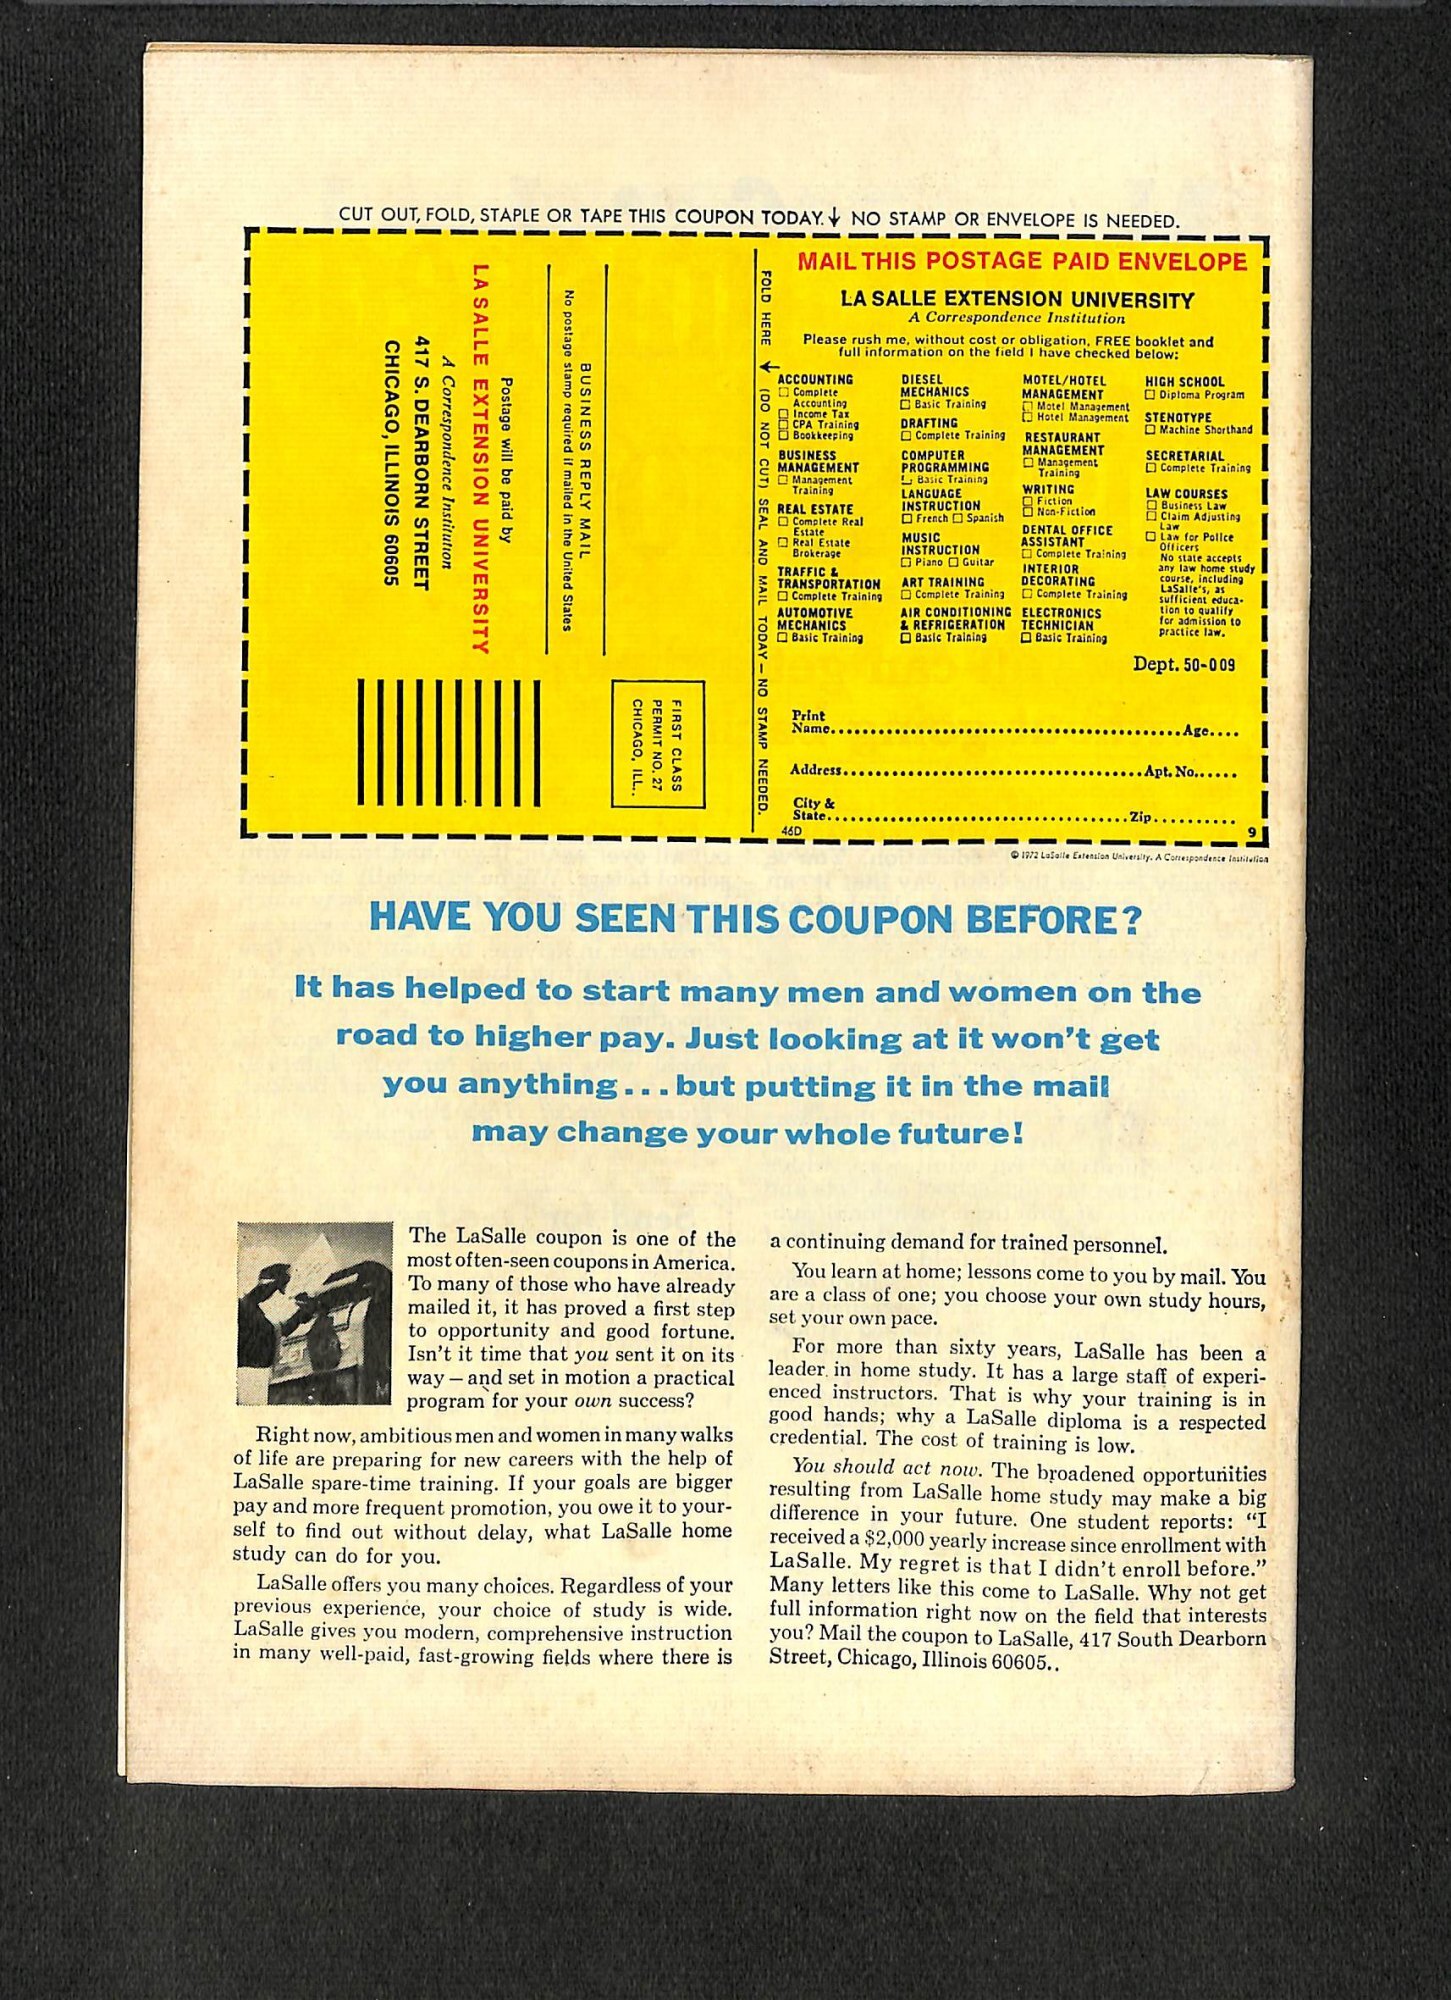 CUT OUT, FOLD, STAPLE OR TAPE THIS COUPON TODAY. ↓ NO STAMP OR ENVELOPE IS NEEDED.
FIRST CLASS
PERMIT NO. 27
CHICAGO, ILL..
BUSINESS REPLY MAIL
No postage stamp required if mailed in the United States
Postage will be paid by
LA SALLE EXTENSION UNIVERSITY
A Correspondence Institution
417 S. DEARBORN STREET
CHICAGO, ILLINOIS 60605
FOLD HERE ↓ (DO NOT CUT) SEAL AND MAIL TODAY — NO STAMP NEEDED.
MAIL THIS POSTAGE PAID ENVELOPE
LA SALLE EXTENSION UNIVERSITY
A Correspondence Institution
Please rush me, without cost or obligation, FREE booklet and
full information on the field I have checked below:
ACCOUNTING
☐ Complete
Accounting
☐ Income Tax
☐ CPA Training
☐ Bookkeeping
BUSINESS
MANAGEMENT
☐ Management
Training
REAL ESTATE
☐ Complete Real
Estate
☐ Real Estate
Brokerage
TRAFFIC &
TRANSPORTATION
☐ Complete Training
AUTOMOTIVE
MECHANICS
☐ Basic Training
DIESEL
MECHANICS
☐ Basic Training
DRAFTING
☐ Complete Training
COMPUTER
PROGRAMMING
☐ Basic Training
LANGUAGE
INSTRUCTION
☐ French ☐ Spanish
MUSIC
INSTRUCTION
☐ Piano ☐ Guitar
ART TRAINING
☐ Complete Training
AIR CONDITIONING
& REFRIGERATION
☐ Basic Training
MOTEL/HOTEL
MANAGEMENT
☐ Motel Management
☐ Hotel Management
RESTAURANT
MANAGEMENT
☐ Management
Training
WRITING
☐ Fiction
☐ Non-Fiction
DENTAL OFFICE
ASSISTANT
☐ Complete Training
INTERIOR
DECORATING
☐ Complete Training
ELECTRONICS
TECHNICIAN
☐ Basic Training
HIGH SCHOOL
☐ Diploma Program
STENOTYPE
☐ Machine Shorthand
SECRETARIAL
☐ Complete Training
LAW COURSES
☐ Business Law
☐ Claim Adjusting
Law
☐ Law for Police
Officers
No state accepts
any law home study
course, including
LaSalle's, as
sufficient educa-
tion to qualify
for admission to
practice law.
Dept. 50-009
Print
Name............................................Age....
Address.....................................Apt. No......
City &
State.....................................Zip..........
46D 9
© 1972 LaSalle Extension University. A Correspondence Institution
HAVE YOU SEEN THIS COUPON BEFORE?
It has helped to start many men and women on the
road to higher pay. Just looking at it won't get
you anything...but putting it in the mail
may change your whole future!
The LaSalle coupon is one of the
most often-seen coupons in America.
To many of those who have already
mailed it, it has proved a first step
to opportunity and good fortune.
Isn't it time that you sent it on its
way — and set in motion a practical
program for your own success?
Right now, ambitious men and women in many walks
of life are preparing for new careers with the help of
LaSalle spare-time training. If your goals are bigger
pay and more frequent promotion, you owe it to your-
self to find out without delay, what LaSalle home
study can do for you.
LaSalle offers you many choices. Regardless of your
previous experience, your choice of study is wide.
LaSalle gives you modern, comprehensive instruction
in many well-paid, fast-growing fields where there is
a continuing demand for trained personnel.
You learn at home; lessons come to you by mail. You
are a class of one; you choose your own study hours,
set your own pace.
For more than sixty years, LaSalle has been a
leader in home study. It has a large staff of experi-
enced instructors. That is why your training is in
good hands; why a LaSalle diploma is a respected
credential. The cost of training is low.
You should act now. The broadened opportunities
resulting from LaSalle home study may make a big
difference in your future. One student reports: “I
received a $2,000 yearly increase since enrollment with
LaSalle. My regret is that I didn't enroll before.”
Many letters like this come to LaSalle. Why not get
full information right now on the field that interests
you? Mail the coupon to LaSalle, 417 South Dearborn
Street, Chicago, Illinois 60605..